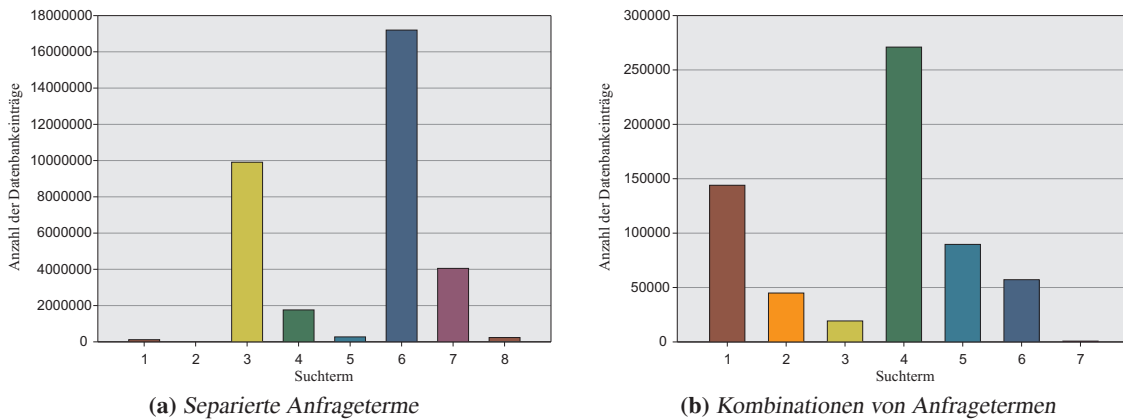 Anzahl der Datenbankeinträge
18000000
16000000
14000000
12000000
10000000
8000000
6000000
4000000
2000000
0
1 2 3 4 5 6 7 8
Suchterm
(a) Separierte Anfrageterme
Anzahl der Datenbankeinträge
300000
250000
200000
150000
100000
50000
0
1 2 3 4 5 6 7
Suchterm
(b) Kombinationen von Anfragetermen